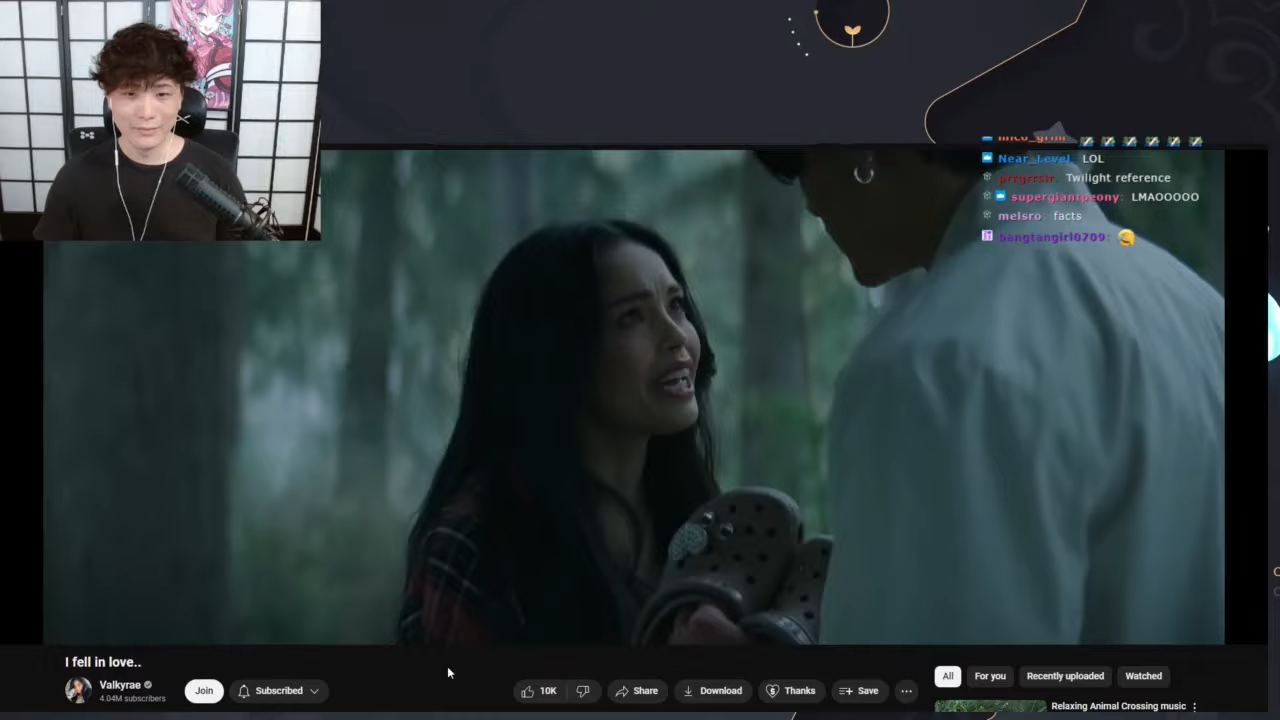 Near_Level: LOL
prrgrrstr: Twilight reference
supergiantpeony: LMAOOOOO
melsro: facts
bangtangirl0709:
I fell in love..
Valkyrae
4.04M subscribers
Join
Subscribed
10K
Share
Download
Thanks
Save
All
For you
Recently uploaded
Watched
Relaxing Animal Crossing music